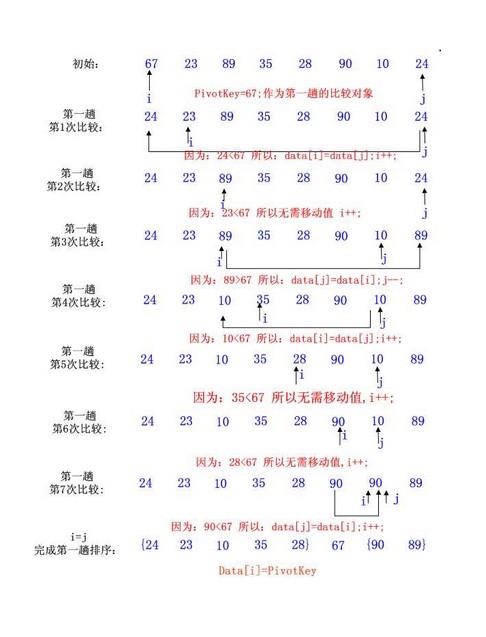 初始: 67 23 89 35 28 90 10 24
i PivotKey=67;作为第一趟的比较对象 j
第一趟
第1次比较: 24 23 89 35 28 90 10 24
i j
因为: 24<67 所以: data[i]=data[j];i++;
第一趟
第2次比较: 24 23 89 35 28 90 10 24
i j
因为: 23<67 所以无需移动值 i++;
第一趟
第3次比较: 24 23 89 35 28 90 10 89
i j
因为: 89>67 所以: data[j]=data[i];j--;
第一趟
第4次比较: 24 23 10 35 28 90 10 89
i j
因为: 10<67 所以: data[i]=data[j];i++;
第一趟
第5次比较: 24 23 10 35 28 90 10 89
i j
因为: 35<67 所以无需移动值,i++;
第一趟
第6次比较: 24 23 10 35 28 90 10 89
i j
因为: 28<67 所以无需移动值,i++;
第一趟
第7次比较: 24 23 10 35 28 90 90 89
i j
因为: 90<67 所以: data[j]=data[i];i++;
i=j
完成第一趟排序: {24 23 10 35 28} 67 {90 89}
Data[i]=PivotKey